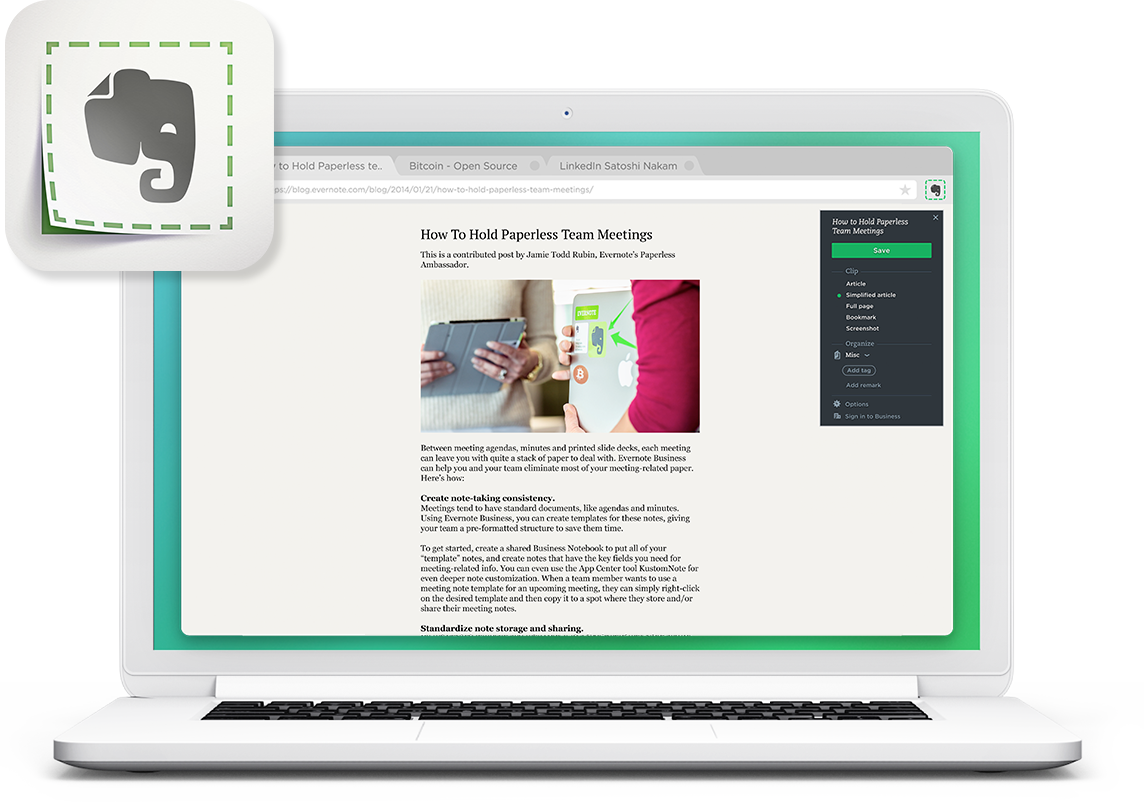 to Hold Paperless te..
Bitcoin - Open Source
LinkedIn Satoshi Nakam
ps://blog.evernote.com/blog/2014/01/21/how-to-hold-paperless-team-meetings/
How To Hold Paperless Team Meetings
This is a contributed post by Jamie Todd Rubin, Evernote's Paperless
Ambassador.
EVERNOTE
Between meeting agendas, minutes and printed slide decks, each meeting
can leave you with quite a stack of paper to deal with. Evernote Business
can help you and your team eliminate most of your meeting-related paper.
Here's how:
Create note-taking consistency.
Meetings tend to have standard documents, like agendas and minutes.
Using Evernote Business, you can create templates for these notes, giving
your team a pre-formatted structure to save them time.
To get started, create a shared Business Notebook to put all of your
"template" notes, and create notes that have the key fields you need for
meeting-related info. You can even use the App Center tool KustomNote for
even deeper note customization. When a team member wants to use a
meeting note template for an upcoming meeting, they can simply right-click
on the desired template and then copy it to a spot where they store and/or
share their meeting notes.
Standardize note storage and sharing.
How to Hold Paperless
Team Meetings
Save
Clip
Article
Simplified article
Full page
Bookmark
Screenshot
Organize
Misc
Add tag
Add remark
Options
Sign in to Business